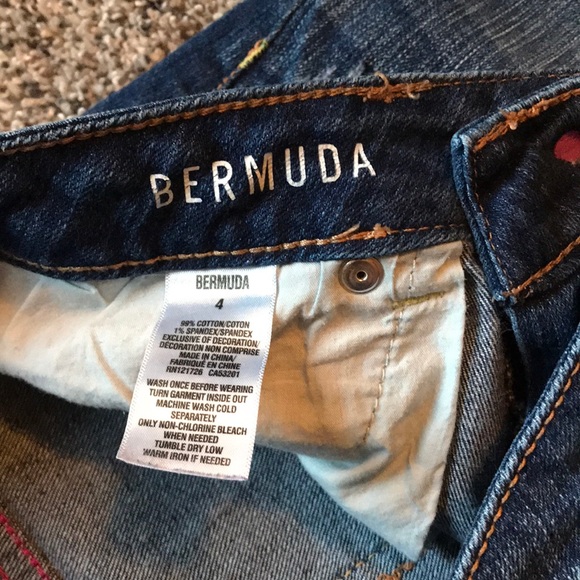 BERMUDA
BERMUDA
4
99% COTTON/COTON
1% SPANDEX/SPANDEX
EXCLUSIVE OF DECORATION/
DÉCORATION NON COMPRISE
MADE IN CHINA/
FABRIQUÉ EN CHINE
RN121726 CA53201
WASH ONCE BEFORE WEARING
TURN GARMENT INSIDE OUT
MACHINE WASH COLD
SEPARATELY
ONLY NON-CHLORINE BLEACH
WHEN NEEDED
TUMBLE DRY LOW
WARM IRON IF NEEDED